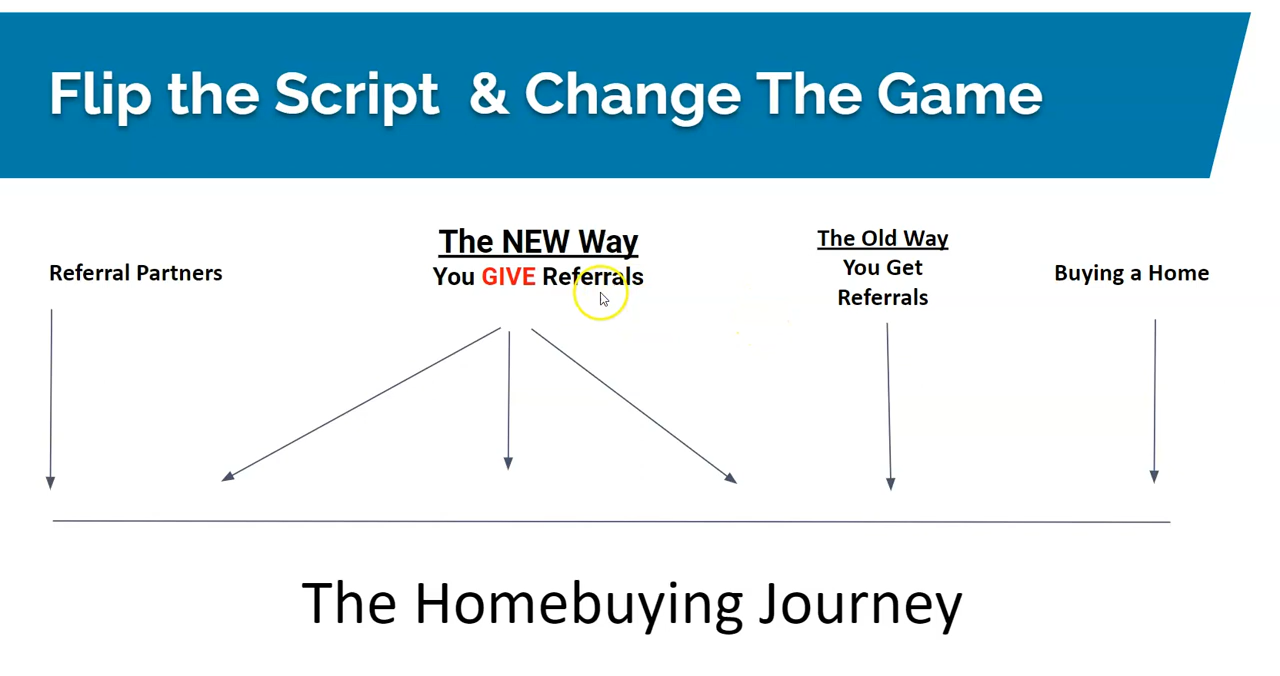 Flip the Script & Change The Game
Referral Partners
The NEW Way
You GIVE Referrals
The Old Way
You Get
Referrals
Buying a Home
The Homebuying Journey